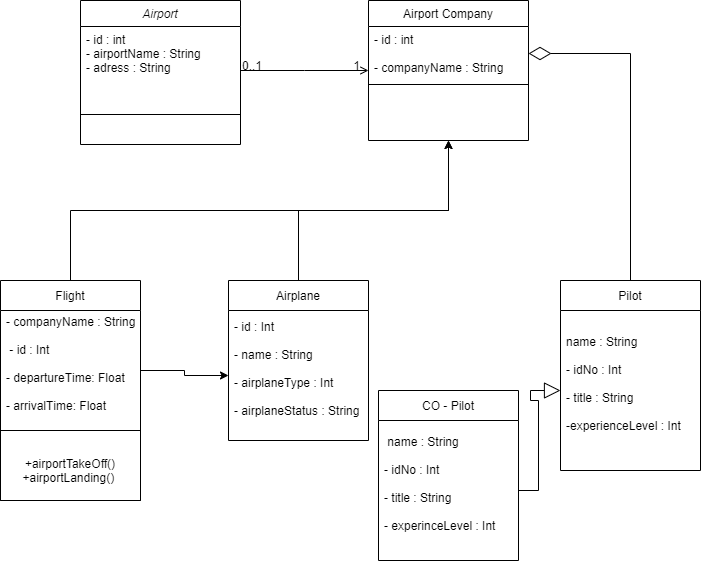 Airport
- id : int
- airportName : String
- adress : String
Airport Company
- id : int
- companyName : String
0..1
1
Flight
- companyName : String
- id : Int
- departureTime: Float
- arrivalTime: Float
+airportTakeOff()
+airportLanding()
Airplane
- id : Int
- name : String
- airplaneType : Int
- airplaneStatus : String
CO - Pilot
name : String
- idNo : Int
- title : String
- experinceLevel : Int
Pilot
name : String
- idNo : Int
- title : String
-experienceLevel : Int